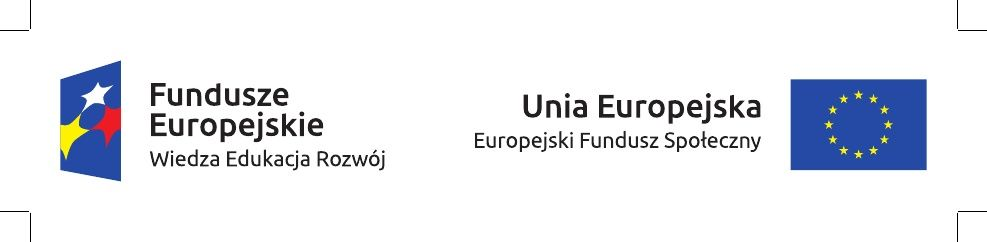 Fundusze
Europejskie
Wiedza Edukacja Rozwój
Unia Europejska
Europejski Fundusz Społeczny